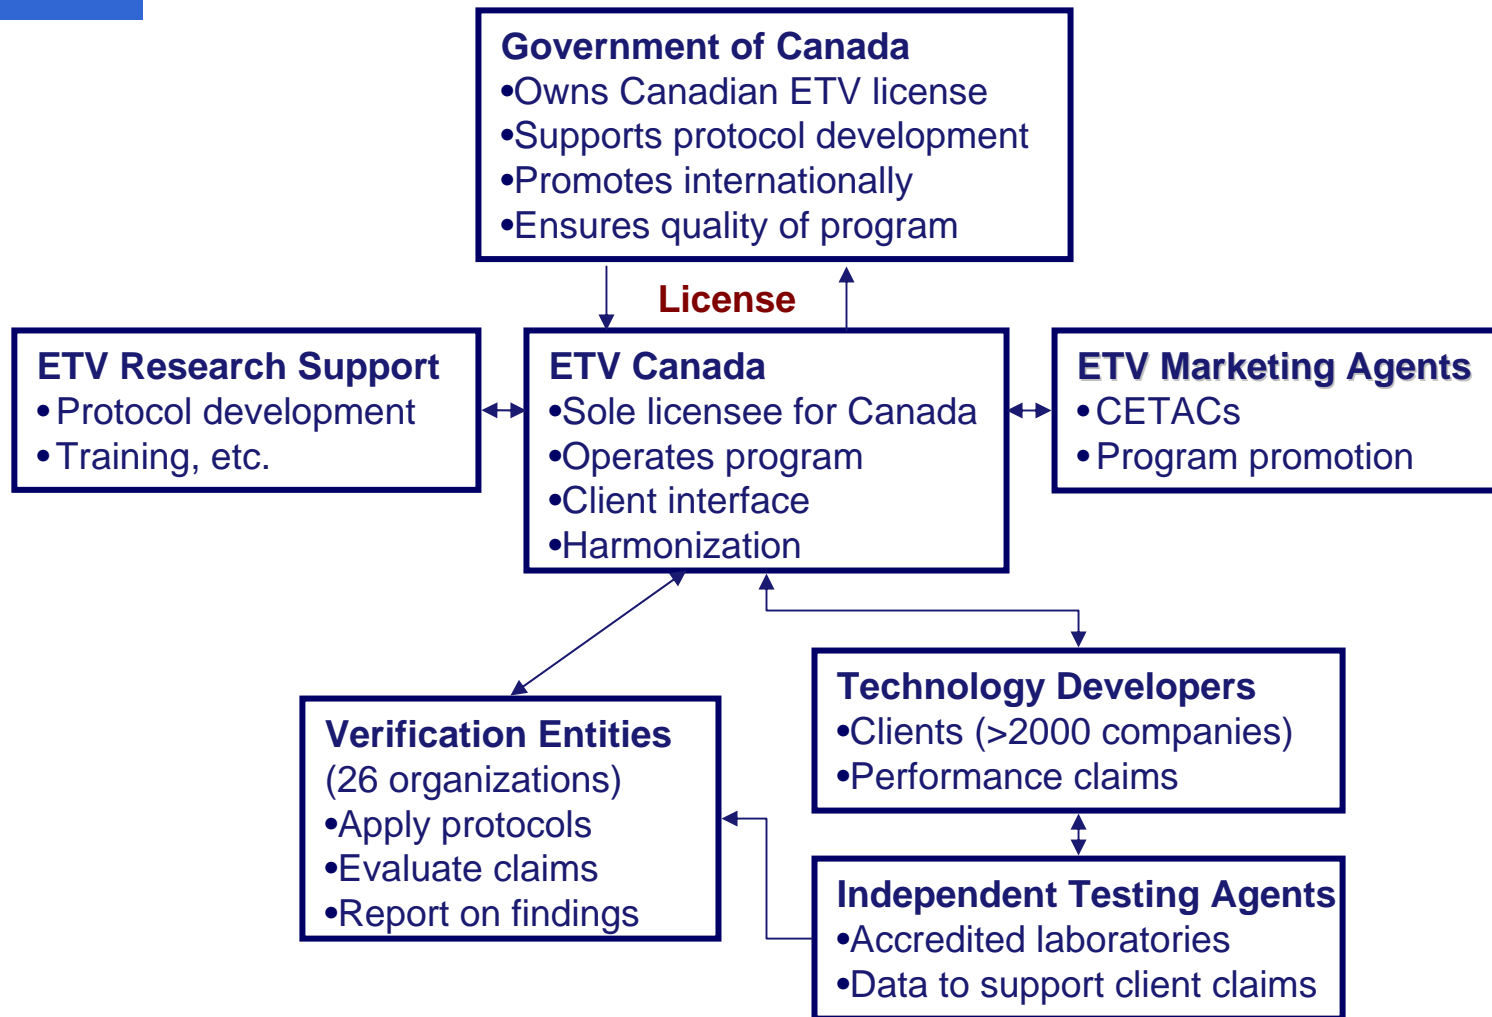 Government of Canada
•Owns Canadian ETV license
•Supports protocol development
•Promotes internationally
•Ensures quality of program
License
ETV Research Support
•Protocol development
•Training, etc.
ETV Canada
•Sole licensee for Canada
•Operates program
•Client interface
•Harmonization
ETV Marketing Agents
•CETACs
•Program promotion
Verification Entities
(26 organizations)
•Apply protocols
•Evaluate claims
•Report on findings
Technology Developers
•Clients (>2000 companies)
•Performance claims
Independent Testing Agents
•Accredited laboratories
•Data to support client claims